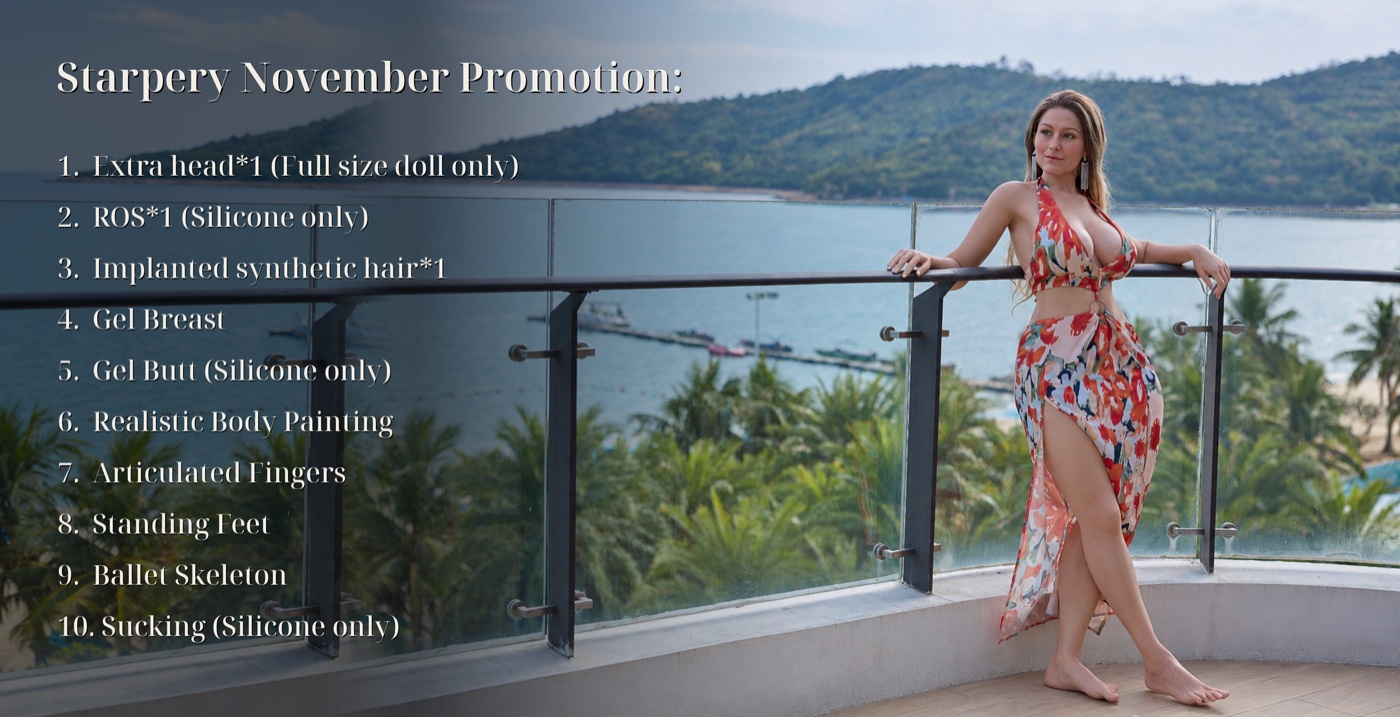 Starpery November Promotion:
1. Extra head*1 (Full size doll only)
2. ROS*1 (Silicone only)
3. Implanted synthetic hair*1
4. Gel Breast
5. Gel Butt (Silicone only)
6. Realistic Body Painting
7. Articulated Fingers
8. Standing Feet
9. Ballet Skeleton
10. Sucking (Silicone only)